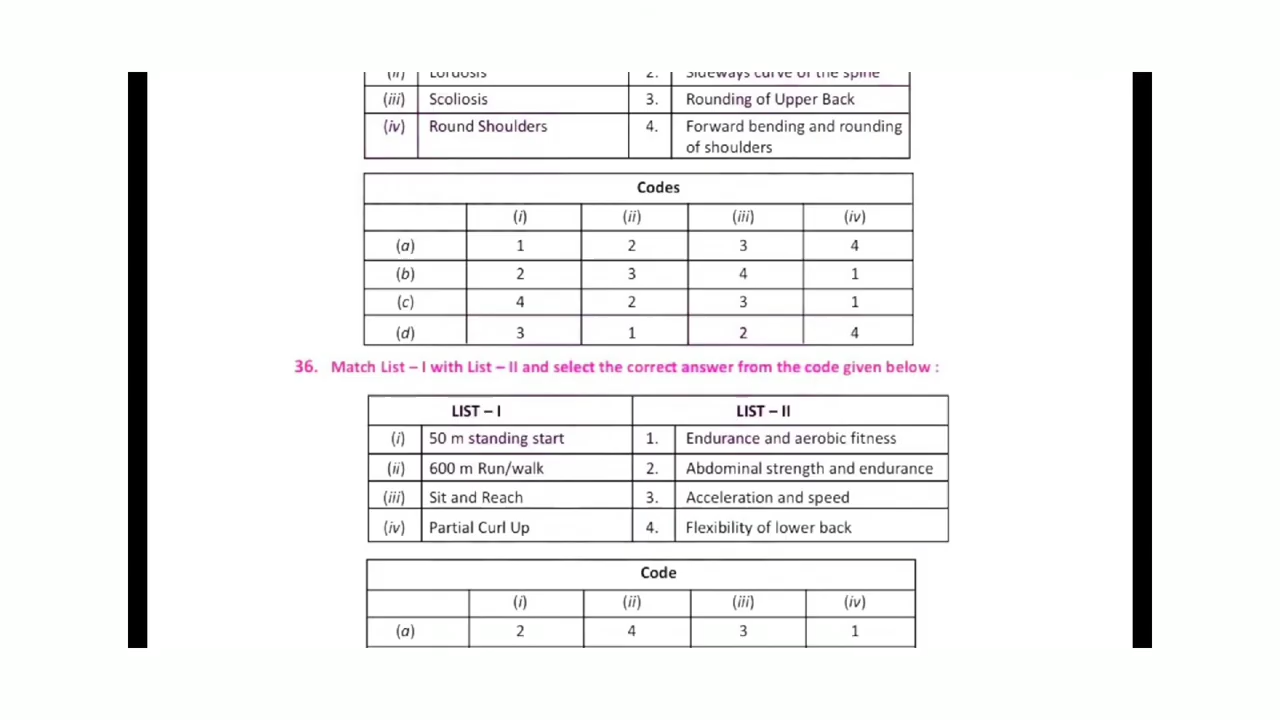 (ii) Lordosis 2. Sideways curve of the spine
(iii) Scoliosis 3. Rounding of Upper Back
(iv) Round Shoulders 4. Forward bending and rounding
of shoulders
Codes
(i) (ii) (iii) (iv)
(a) 1 2 3 4
(b) 2 3 4 1
(c) 4 2 3 1
(d) 3 1 2 4
36. Match List – I with List – II and select the correct answer from the code given below :
LIST – I LIST – II
(i) 50 m standing start 1. Endurance and aerobic fitness
(ii) 600 m Run/walk 2. Abdominal strength and endurance
(iii) Sit and Reach 3. Acceleration and speed
(iv) Partial Curl Up 4. Flexibility of lower back
Code
(i) (ii) (iii) (iv)
(a) 2 4 3 1